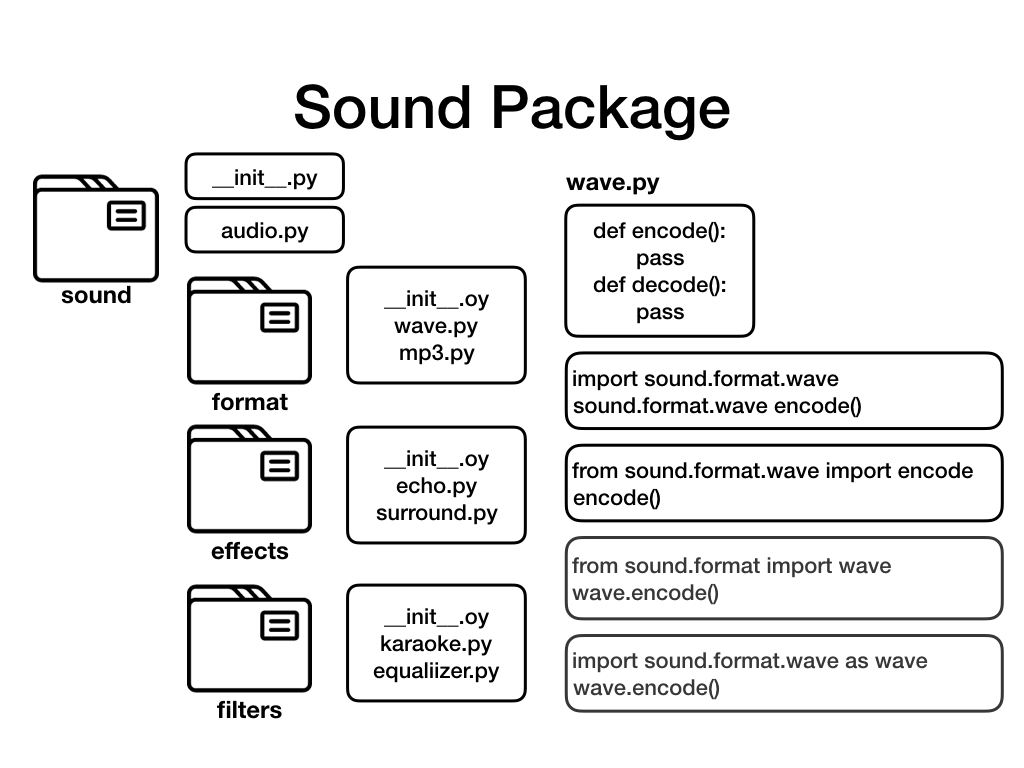 Sound Package
sound
__init__.py
audio.py
format
__init__.oy
wave.py
mp3.py
effects
__init__.oy
echo.py
surround.py
filters
__init__.oy
karaoke.py
equaliizer.py
wave.py
def encode():
pass
def decode():
pass
import sound.format.wave
sound.format.wave encode()
from sound.format.wave import encode
encode()
from sound.format import wave
wave.encode()
import sound.format.wave as wave
wave.encode()